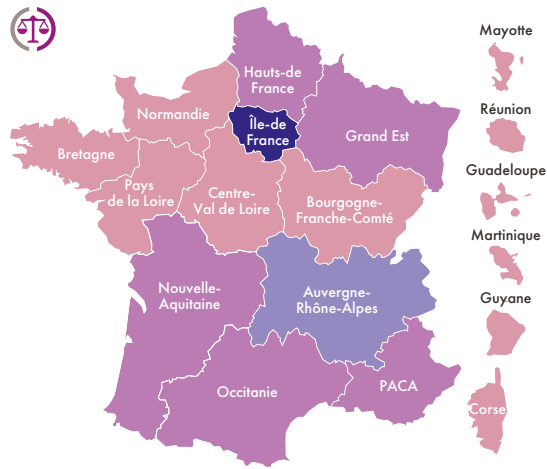 Mayotte
Hauts-de
France
Normandie
Île-de
France
Réunion
Grand Est
Bretagne
Guadeloupe
Pays
de la Loire
Centre-
Val de Loire
Bourgogne-
Franche-Comté
Martinique
Nouvelle-
Aquitaine
Auvergne-
Rhône-Alpes
Guyane
Occitanie
PACA
Corse